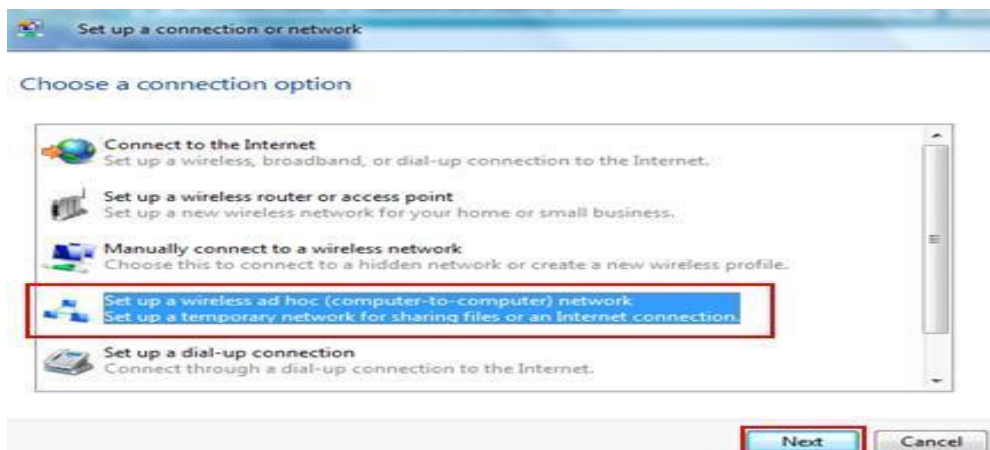 Set up a connection or network
Choose a connection option
Connect to the Internet
Set up a wireless, broadband, or dial-up connection to the Internet.
Set up a wireless router or access point
Set up a new wireless network for your home or small business.
Manually connect to a wireless network
Choose this to connect to a hidden network or create a new wireless profile.
Set up a wireless ad hoc (computer-to-computer) network
Set up a temporary network for sharing files or an Internet connection.
Set up a dial-up connection
Connect through a dial-up connection to the Internet.
Next
Cancel